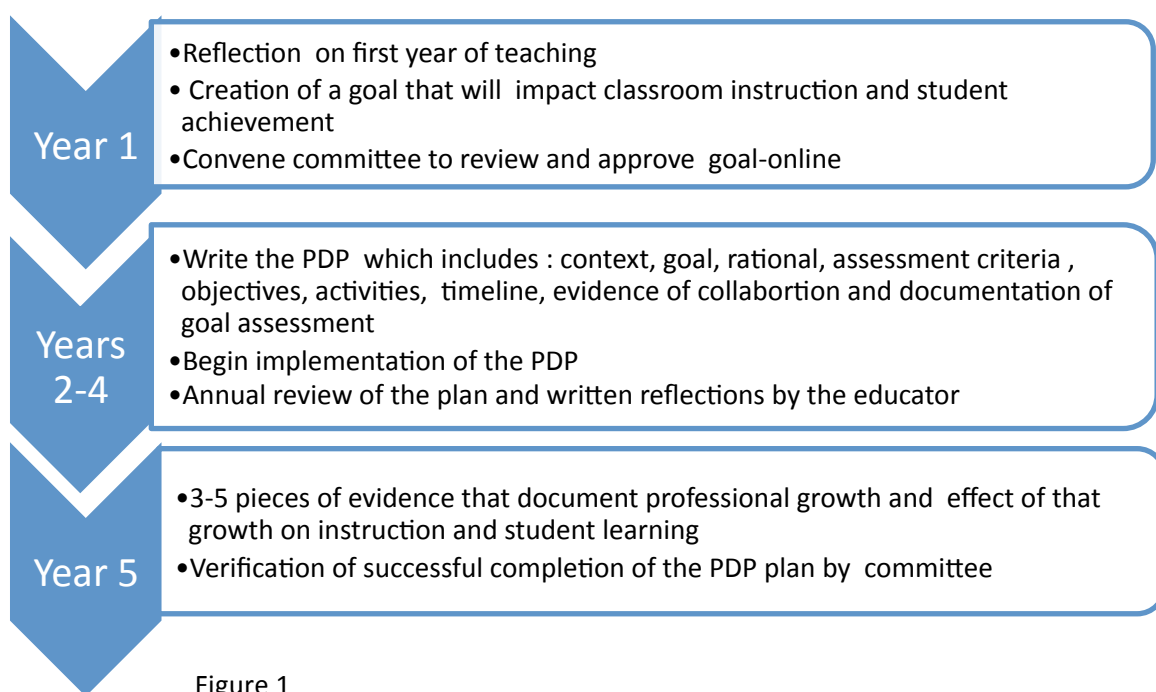 Year 1
•Reflection on first year of teaching
• Creation of a goal that will impact classroom instruction and student
achievement
•Convene committee to review and approve goal-online
Years
2-4
•Write the PDP which includes : context, goal, rational, assessment criteria ,
objectives, activities, timeline, evidence of collabortion and documentation of
goal assessment
•Begin implementation of the PDP
•Annual review of the plan and written reflections by the educator
Year 5
•3-5 pieces of evidence that document professional growth and effect of that
growth on instruction and student learning
•Verification of successful completion of the PDP plan by committee
Figure 1